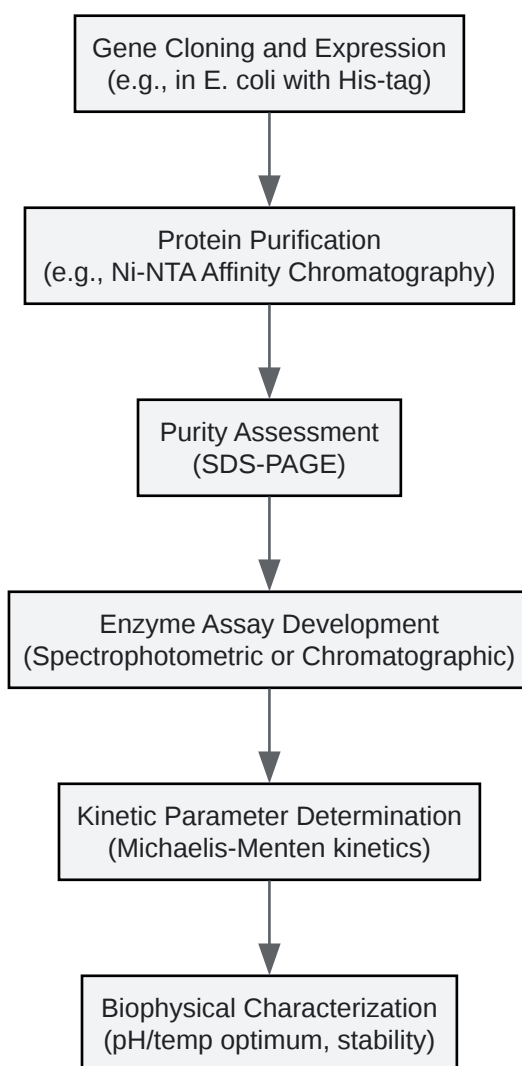 Gene Cloning and Expression
(e.g., in E. coli with His-tag)
Protein Purification
(e.g., Ni-NTA Affinity Chromatography)
Purity Assessment
(SDS-PAGE)
Enzyme Assay Development
(Spectrophotometric or Chromatographic)
Kinetic Parameter Determination
(Michaelis-Menten kinetics)
Biophysical Characterization
(pH/temp optimum, stability)